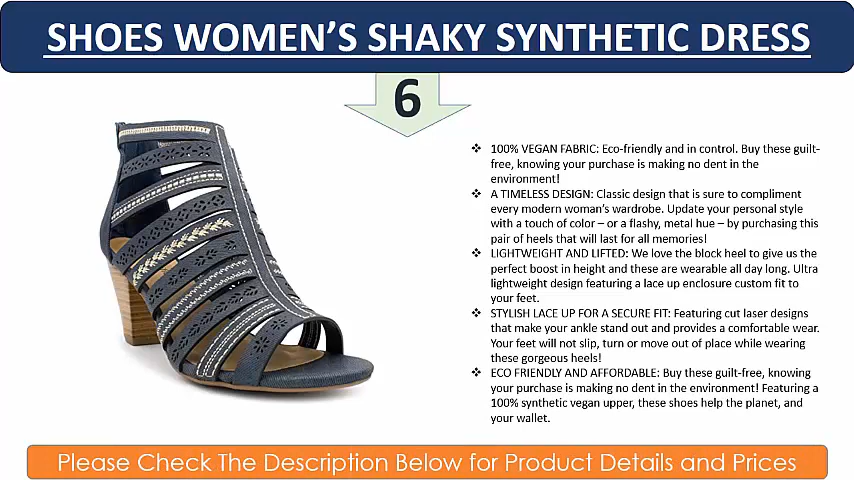 SHOES WOMEN'S SHAKY SYNTHETIC DRESS
6
❖ 100% VEGAN FABRIC: Eco-friendly and in control. Buy these guilt-
free, knowing your purchase is making no dent in the
environment!
❖ A TIMELESS DESIGN: Classic design that is sure to compliment
every modern woman's wardrobe. Update your personal style
with a touch of color – or a flashy, metal hue – by purchasing this
pair of heels that will last for all memories!
❖ LIGHTWEIGHT AND LIFTED: We love the block heel to give us the
perfect boost in height and these are wearable all day long. Ultra
lightweight design featuring a lace up enclosure custom fit to
your feet.
❖ STYLISH LACE UP FOR A SECURE FIT: Featuring cut laser designs
that make your ankle stand out and provides a comfortable wear.
Your feet will not slip, turn or move out of place while wearing
these gorgeous heels!
❖ ECO FRIENDLY AND AFFORDABLE: Buy these guilt-free, knowing
your purchase is making no dent in the environment! Featuring a
100% synthetic vegan upper, these shoes help the planet, and
your wallet.
Please Check The Description Below for Product Details and Prices